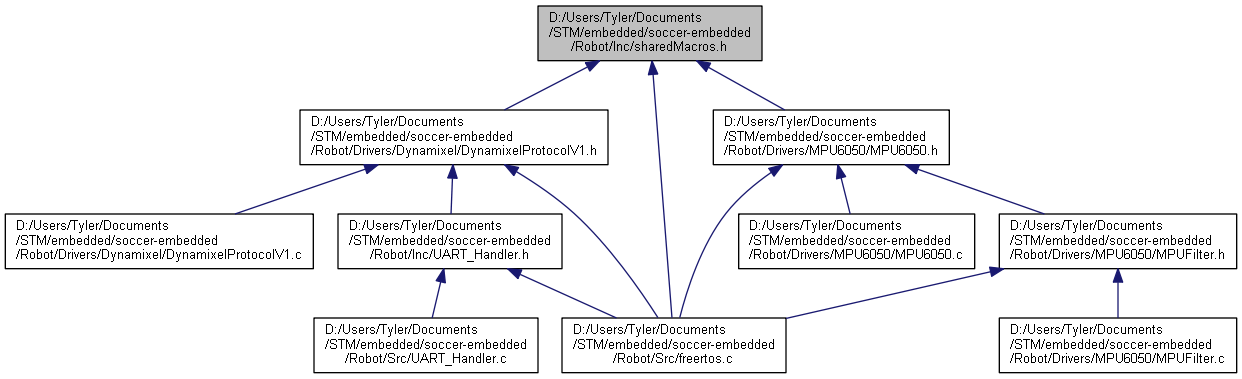 D:/Users/Tyler/Documents
/STM/embedded/soccer-embedded
/Robot/Inc/sharedMacros.h
D:/Users/Tyler/Documents
/STM/embedded/soccer-embedded
/Robot/Drivers/Dynamixel/DynamixelProtocolV1.h
D:/Users/Tyler/Documents
/STM/embedded/soccer-embedded
/Robot/Drivers/MPU6050/MPU6050.h
D:/Users/Tyler/Documents
/STM/embedded/soccer-embedded
/Robot/Drivers/Dynamixel/DynamixelProtocolV1.c
D:/Users/Tyler/Documents
/STM/embedded/soccer-embedded
/Robot/Inc/UART_Handler.h
D:/Users/Tyler/Documents
/STM/embedded/soccer-embedded
/Robot/Drivers/MPU6050/MPU6050.c
D:/Users/Tyler/Documents
/STM/embedded/soccer-embedded
/Robot/Drivers/MPU6050/MPUFilter.h
D:/Users/Tyler/Documents
/STM/embedded/soccer-embedded
/Robot/Src/UART_Handler.c
D:/Users/Tyler/Documents
/STM/embedded/soccer-embedded
/Robot/Src/freertos.c
D:/Users/Tyler/Documents
/STM/embedded/soccer-embedded
/Robot/Drivers/MPU6050/MPUFilter.c